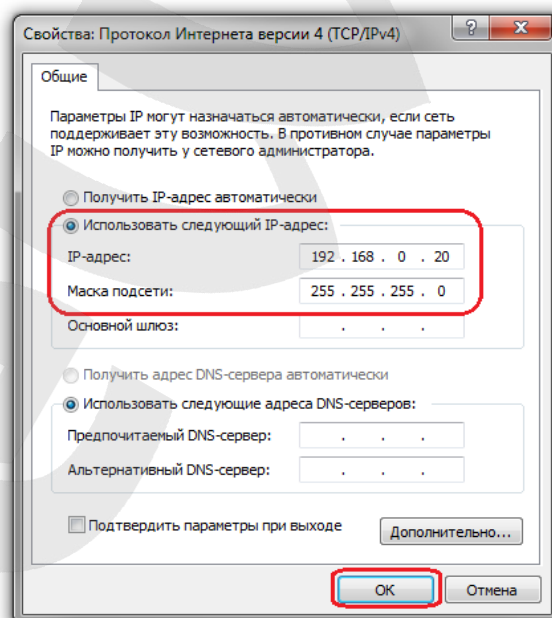 Свойства: Протокол Интернета версии 4 (TCP/IPv4)
Общие
Параметры IP могут назначаться автоматически, если сеть
поддерживает эту возможность. В противном случае параметры
IP можно получить у сетевого администратора.
Получить IP-адрес автоматически
Использовать следующий IP-адрес:
IP-адрес: 192 . 168 . 0 . 20
Маска подсети: 255 . 255 . 255 . 0
Основной шлюз: . . .
Получить адрес DNS-сервера автоматически
Использовать следующие адреса DNS-серверов:
Предпочитаемый DNS-сервер: . . .
Альтернативный DNS-сервер: . . .
Подтвердить параметры при выходе
Дополнительно...
ОК Отмена